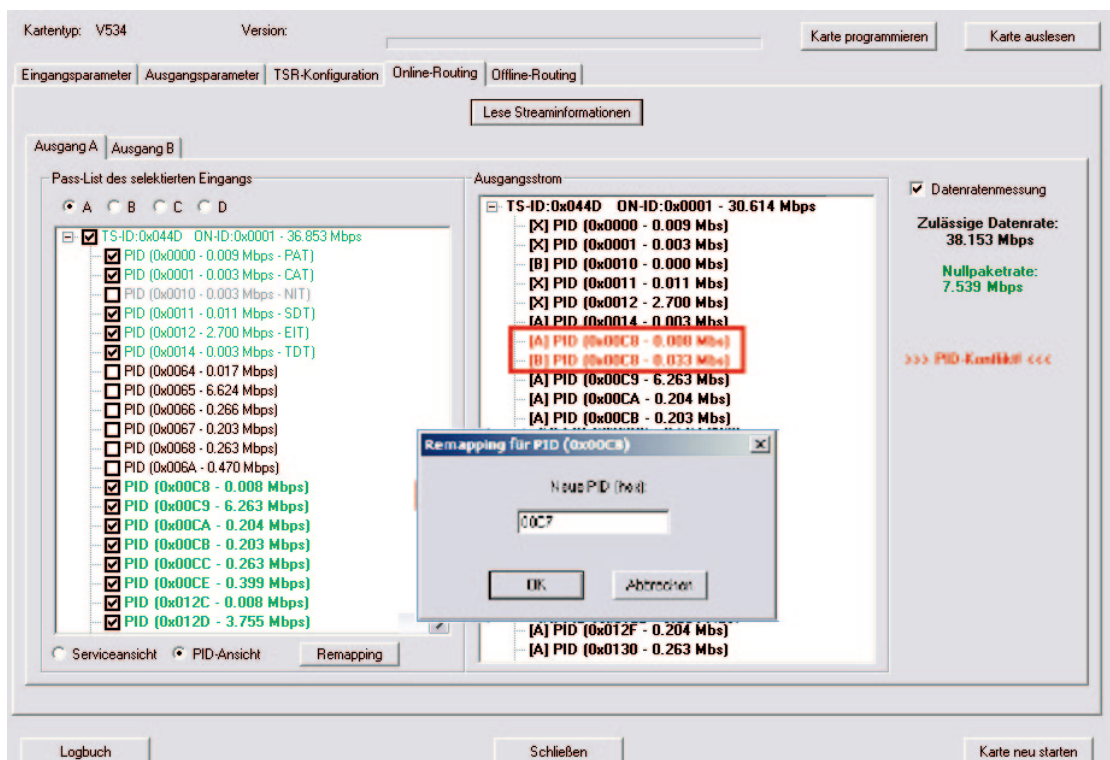 Kartentyp: V534 Version:
Karte programmieren Karte auslesen
Eingangsparameter Ausgangsparameter TSR-Konfiguration Online-Routing Offline-Routing
Lese Streaminformationen
Ausgang A Ausgang B
Pass-List des selektierten Eingangs
A B C D
TS-ID:0x044D ON-ID:0x0001 - 36.853 Mbps
PID (0x0000 - 0.009 Mbps - PAT)
PID (0x0001 - 0.003 Mbps - CAT)
PID (0x0010 - 0.003 Mbps - NIT)
PID (0x0011 - 0.011 Mbps - SDT)
PID (0x0012 - 2.700 Mbps - EIT)
PID (0x0014 - 0.003 Mbps - TDT)
PID (0x0064 - 0.017 Mbps)
PID (0x0065 - 6.624 Mbps)
PID (0x0066 - 0.266 Mbps)
PID (0x0067 - 0.203 Mbps)
PID (0x0068 - 0.263 Mbps)
PID (0x006A - 0.470 Mbps)
PID (0x00C8 - 0.008 Mbps)
PID (0x00C9 - 6.263 Mbps)
PID (0x00CA - 0.204 Mbps)
PID (0x00CB - 0.203 Mbps)
PID (0x00CC - 0.263 Mbps)
PID (0x00CE - 0.399 Mbps)
PID (0x012C - 0.008 Mbps)
PID (0x012D - 3.755 Mbps)
Serviceansicht PID-Ansicht Remapping
Ausgangsstrom
TS-ID:0x044D ON-ID:0x0001 - 30.614 Mbps
[X] PID (0x0000 - 0.009 Mbs)
[X] PID (0x0001 - 0.003 Mbs)
[B] PID (0x0010 - 0.000 Mbs)
[X] PID (0x0011 - 0.011 Mbs)
[X] PID (0x0012 - 2.700 Mbs)
[A] PID (0x0014 - 0.003 Mbs)
[A] PID (0x00C8 - 0.008 Mbs)
[B] PID (0x00C8 - 0.033 Mbs)
[A] PID (0x00C9 - 6.263 Mbs)
[A] PID (0x00CA - 0.204 Mbs)
[A] PID (0x00CB - 0.203 Mbs)
Remapping für PID (0x00C8)
Neue PID (hex):
00C7
OK Abbrechen
[A] PID (0x012F - 0.204 Mbs)
[A] PID (0x0130 - 0.263 Mbs)
Datenratenmessung
Zulässige Datenrate:
38.153 Mbps
Nullpaketrate:
7.539 Mbps
>>> PID-Konflikt! <<<
Logbuch Schließen Karte neu starten